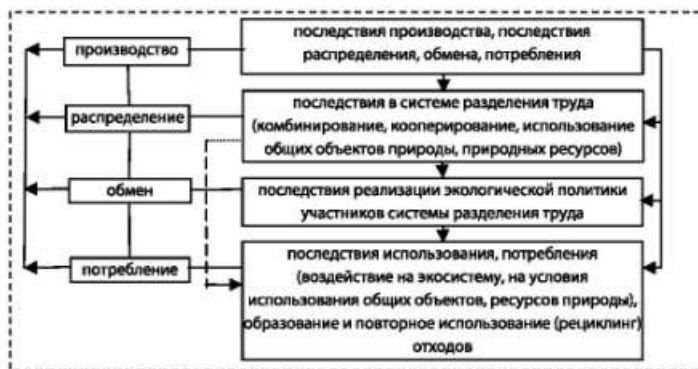 производство
распределение
обмен
потребление
последствия производства, последствия
распределения, обмена, потребления
последствия в системе разделения труда
(комбинирование, кооперирование, использование
общих объектов природы, природных ресурсов)
последствия реализации экологической политики
участников системы разделения труда
последствия использования, потребления
(воздействие на экосистему, на условия
использования общих объектов, ресурсов природы),
образование и повторное использование (рециклинг)
отходов